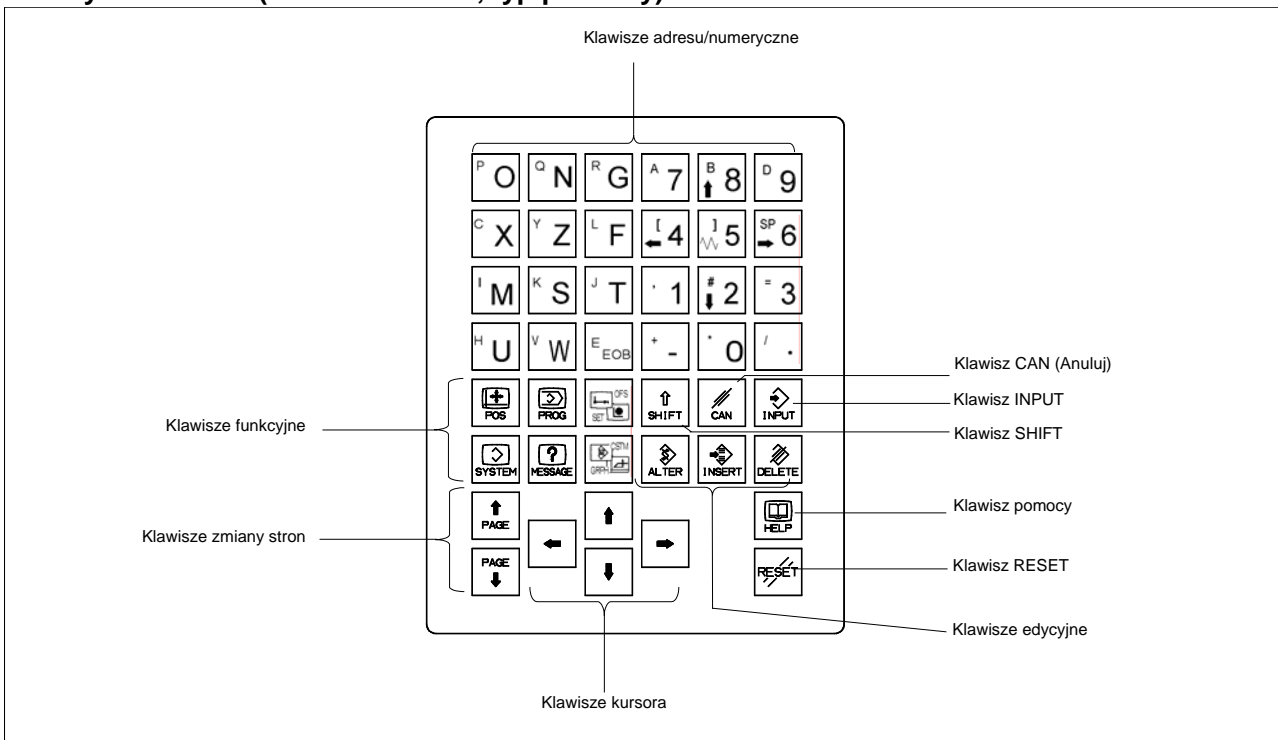 Klawisze adresu/numeryczne
P O Q N R G A 7 B 8 D 9
C X Y Z L F [ 4 ] 5 SP 6
I M K S J T , 1 # 2 = 3
H U V W E EOB + - * 0 / .
Klawisz CAN (Anuluj)
POS PROG OFS SET SHIFT CAN INPUT
Klawisz INPUT
Klawisze funkcyjne
Klawisz SHIFT
SYSTEM MESSAGE CSTM GRPH ALTER INSERT DELETE
PAGE
Klawisz pomocy
HELP
Klawisze zmiany stron
PAGE
RESET
Klawisz RESET
Klawisze edycyjne
Klawisze kursora